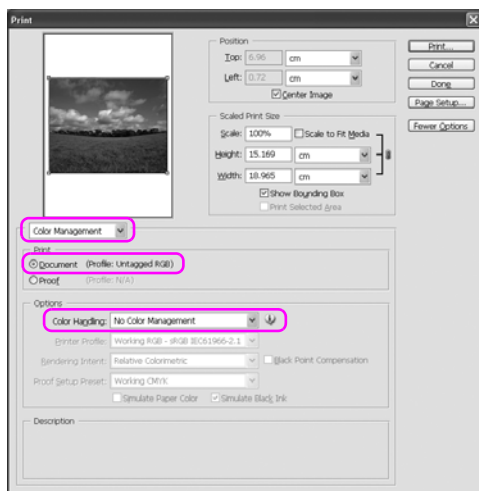 Print
Position
Top: 6.96 cm
Left: 0.72 cm
Center Image
Print...
Cancel
Done
Page Setup...
Fewer Options
Scaled Print Size
Scale: 100% Scale to Fit Media
Height: 15.169 cm
Width: 18.965 cm
Show Bounding Box
Print Selected Area
Color Management
Print
Document (Profile: Untagged RGB)
Proof (Profile: N/A)
Options
Color Handling: No Color Management
Printer Profile: Working RGB - sRGB IEC61966-2.1
Rendering Intent: Relative Colorimetric Black Point Compensation
Proof Setup Preset: Working CMYK
Simulate Paper Color Simulate Black Ink
Description